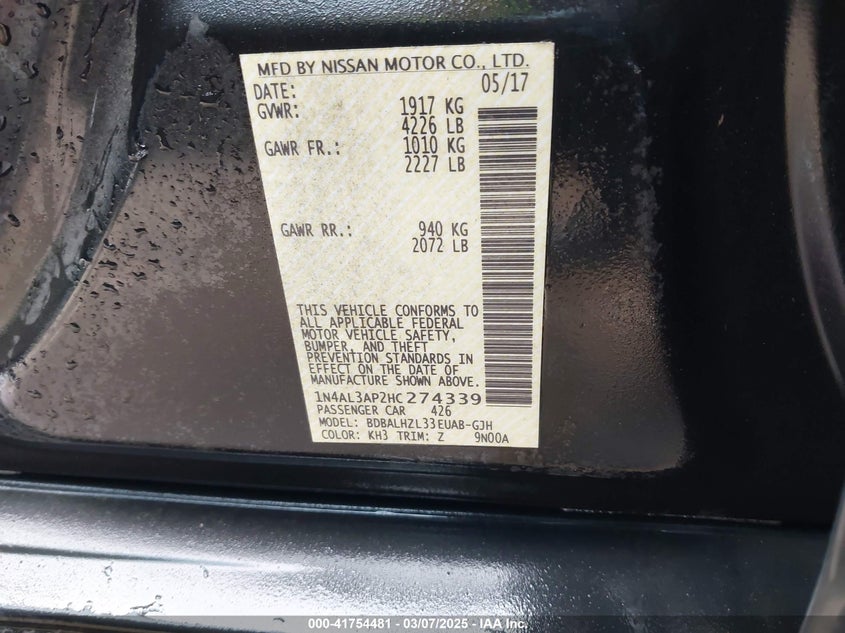 MFD BY NISSAN MOTOR CO., LTD.
DATE: 05/17
GVWR: 1917 KG
4226 LB
GAWR FR.: 1010 KG
2227 LB
GAWR RR.: 940 KG
2072 LB
THIS VEHICLE CONFORMS TO
ALL APPLICABLE FEDERAL
MOTOR VEHICLE SAFETY,
BUMPER, AND THEFT
PREVENTION STANDARDS IN
EFFECT ON THE DATE OF
MANUFACTURE SHOWN ABOVE.
1N4AL3AP2HC274339
PASSENGER CAR 426
MODEL: BDBALHZL33EUAB-GJH
COLOR: KH3 TRIM: Z 9N00A
000-41754481 - 03/07/2025 - IAA Inc.